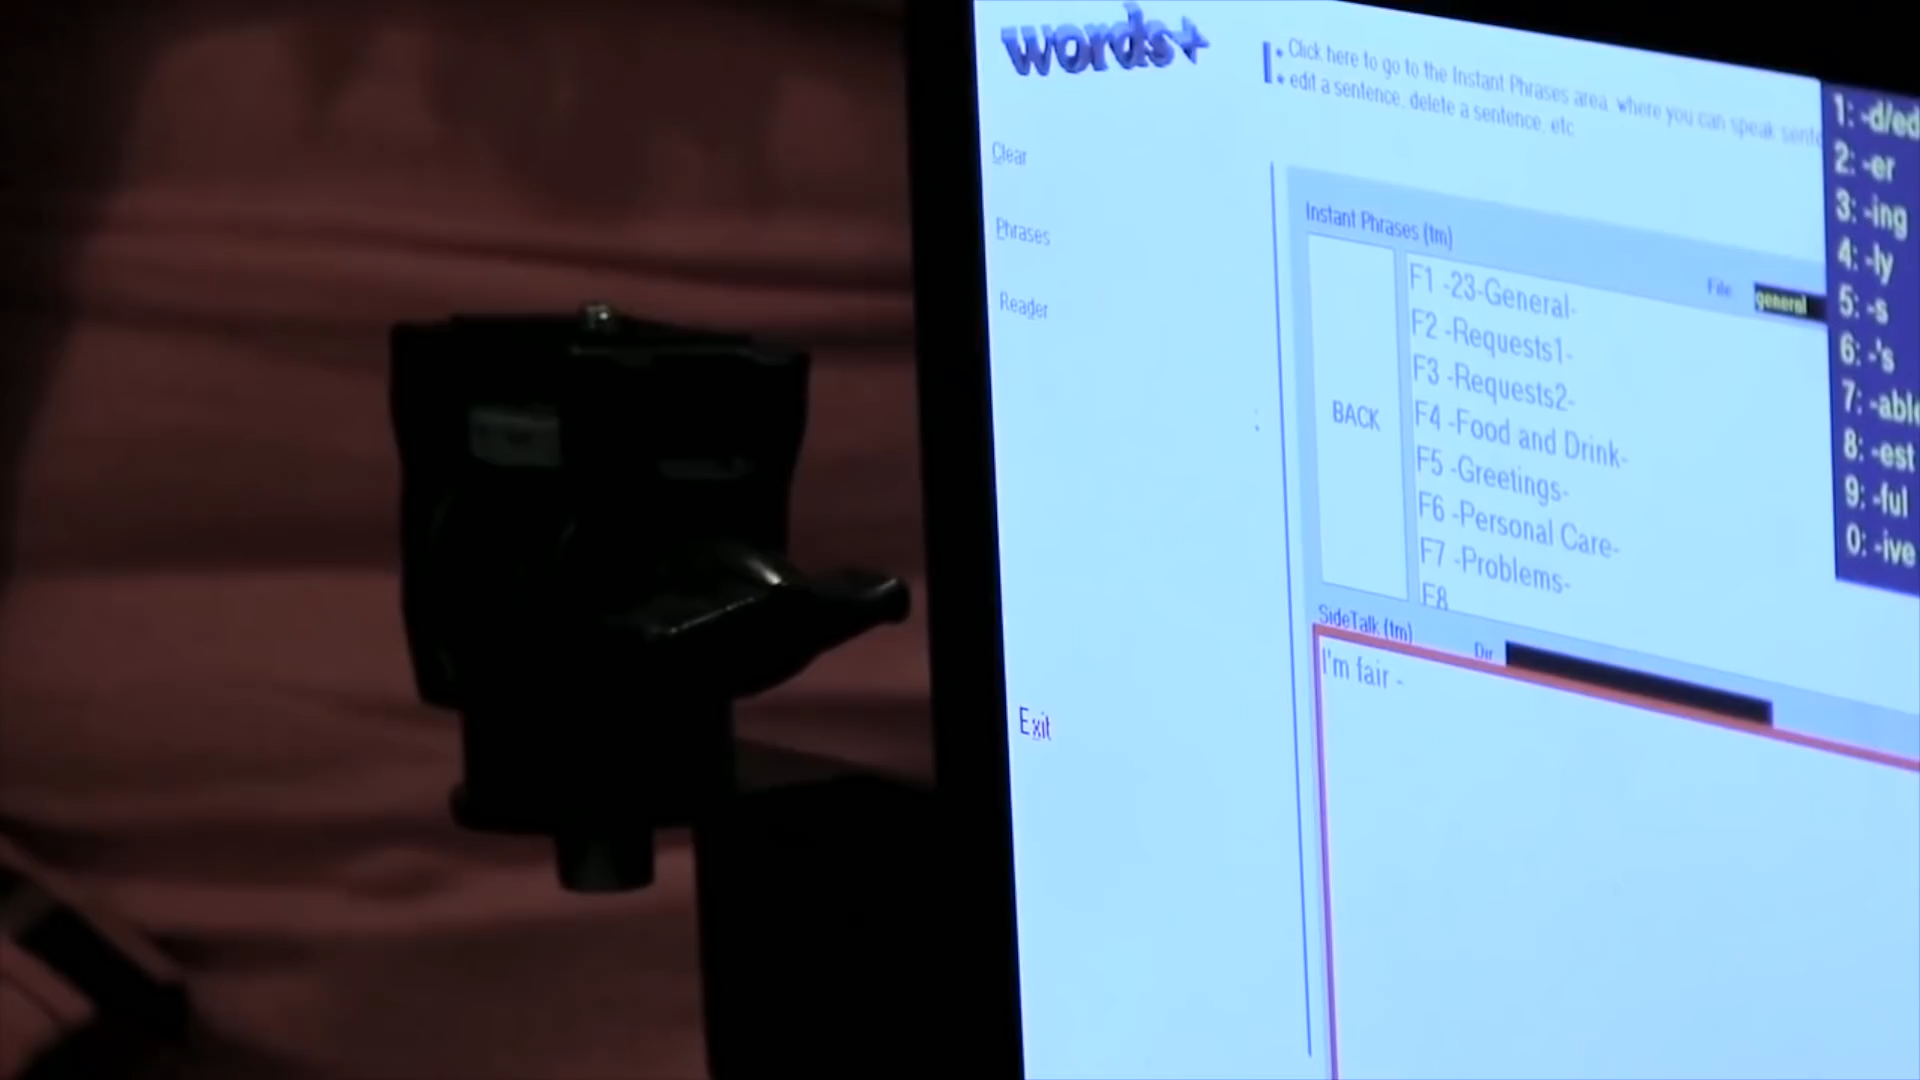 words+
• Click here to go to the Instant Phrases area, where you can speak sente
• edit a sentence, delete a sentence, etc
Clear
Phrases
Reader
Exit
Instant Phrases (tm)
File general
BACK
F1 -23-General-
F2 -Requests1-
F3 -Requests2-
F4 -Food and Drink-
F5 -Greetings-
F6 -Personal Care-
F7 -Problems-
F8
SideTalk (tm)
Dir
I'm fair -
1: -d/ed
2: -er
3: -ing
4: -ly
5: -s
6: -'s
7: -able
8: -est
9: -ful
0: -ive